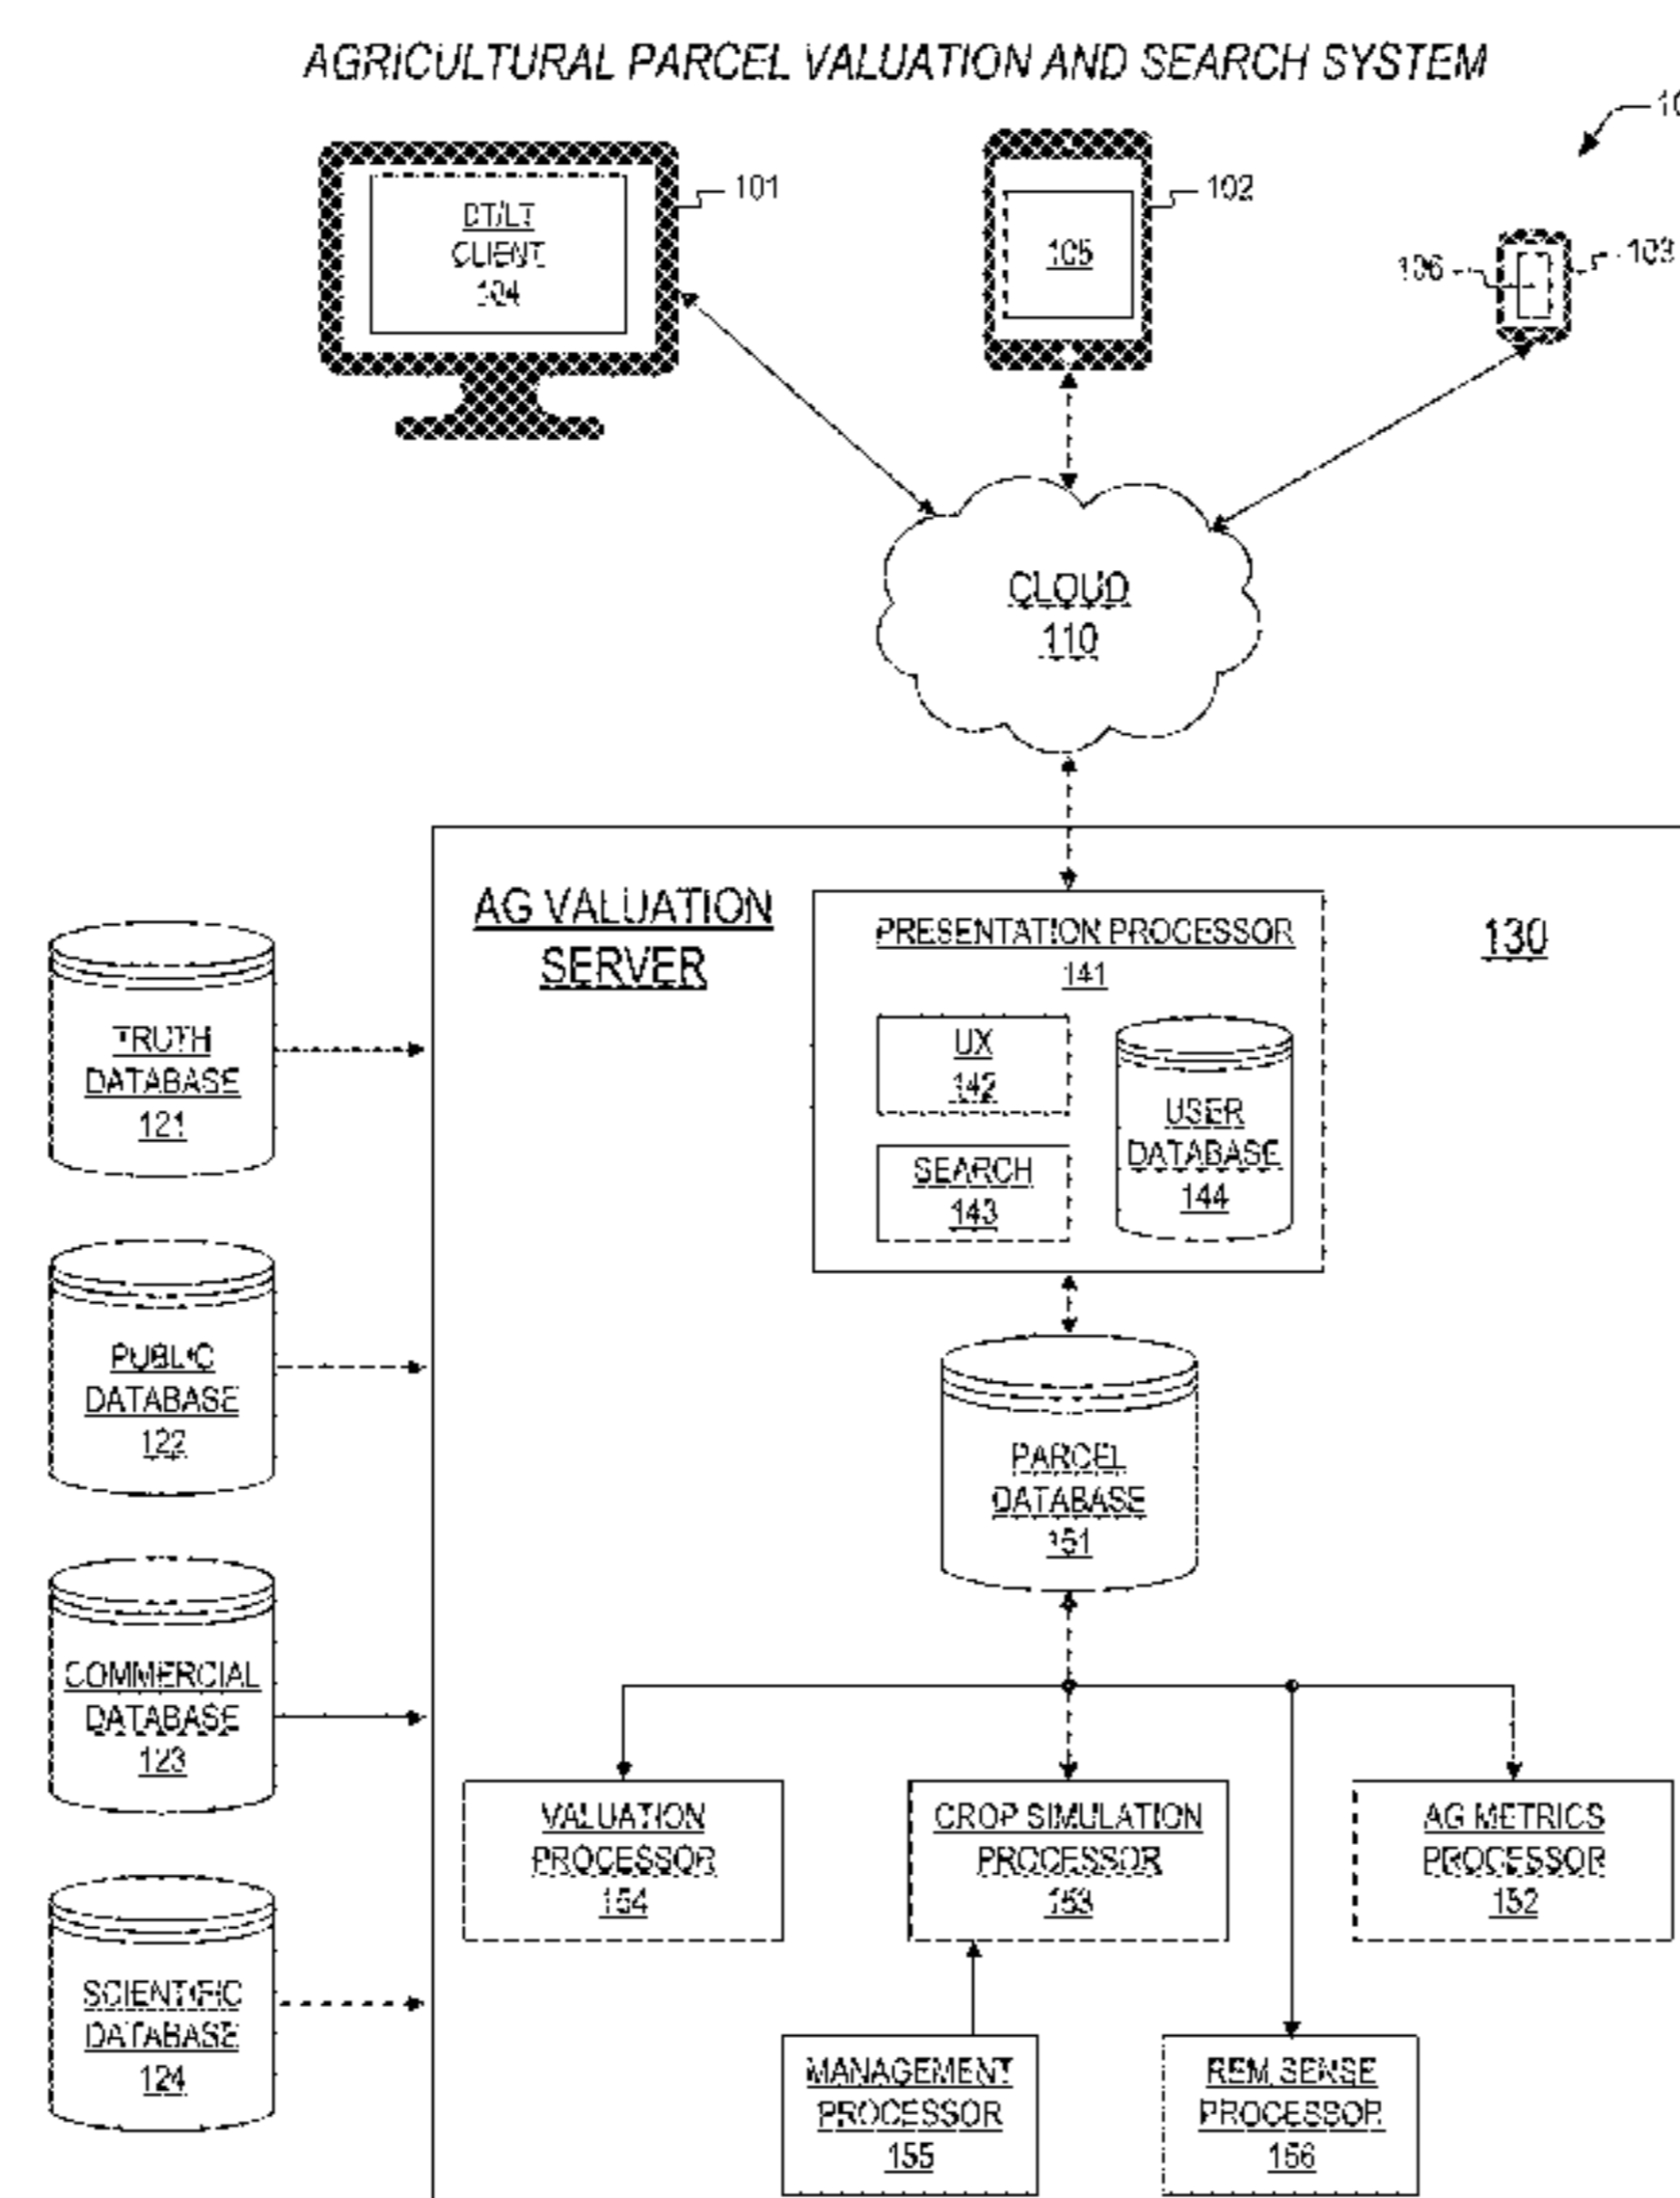 AGRICULTURAL PARCEL VALUATION AND SEARCH SYSTEM
101
102
103
DT/LT
CLIENT
104
105
106
CLOUD
110
AG VALUATION
SERVER
130
PRESENTATION PROCESSOR
141
UX
142
SEARCH
143
USER
DATABASE
144
TRUTH
DATABASE
121
PUBLIC
DATABASE
122
COMMERCIAL
DATABASE
123
SCIENTIFIC
DATABASE
124
PARCEL
DATABASE
151
VALUATION
PROCESSOR
154
CROP SIMULATION
PROCESSOR
153
AG METRICS
PROCESSOR
152
MANAGEMENT
PROCESSOR
155
REM SENSE
PROCESSOR
156